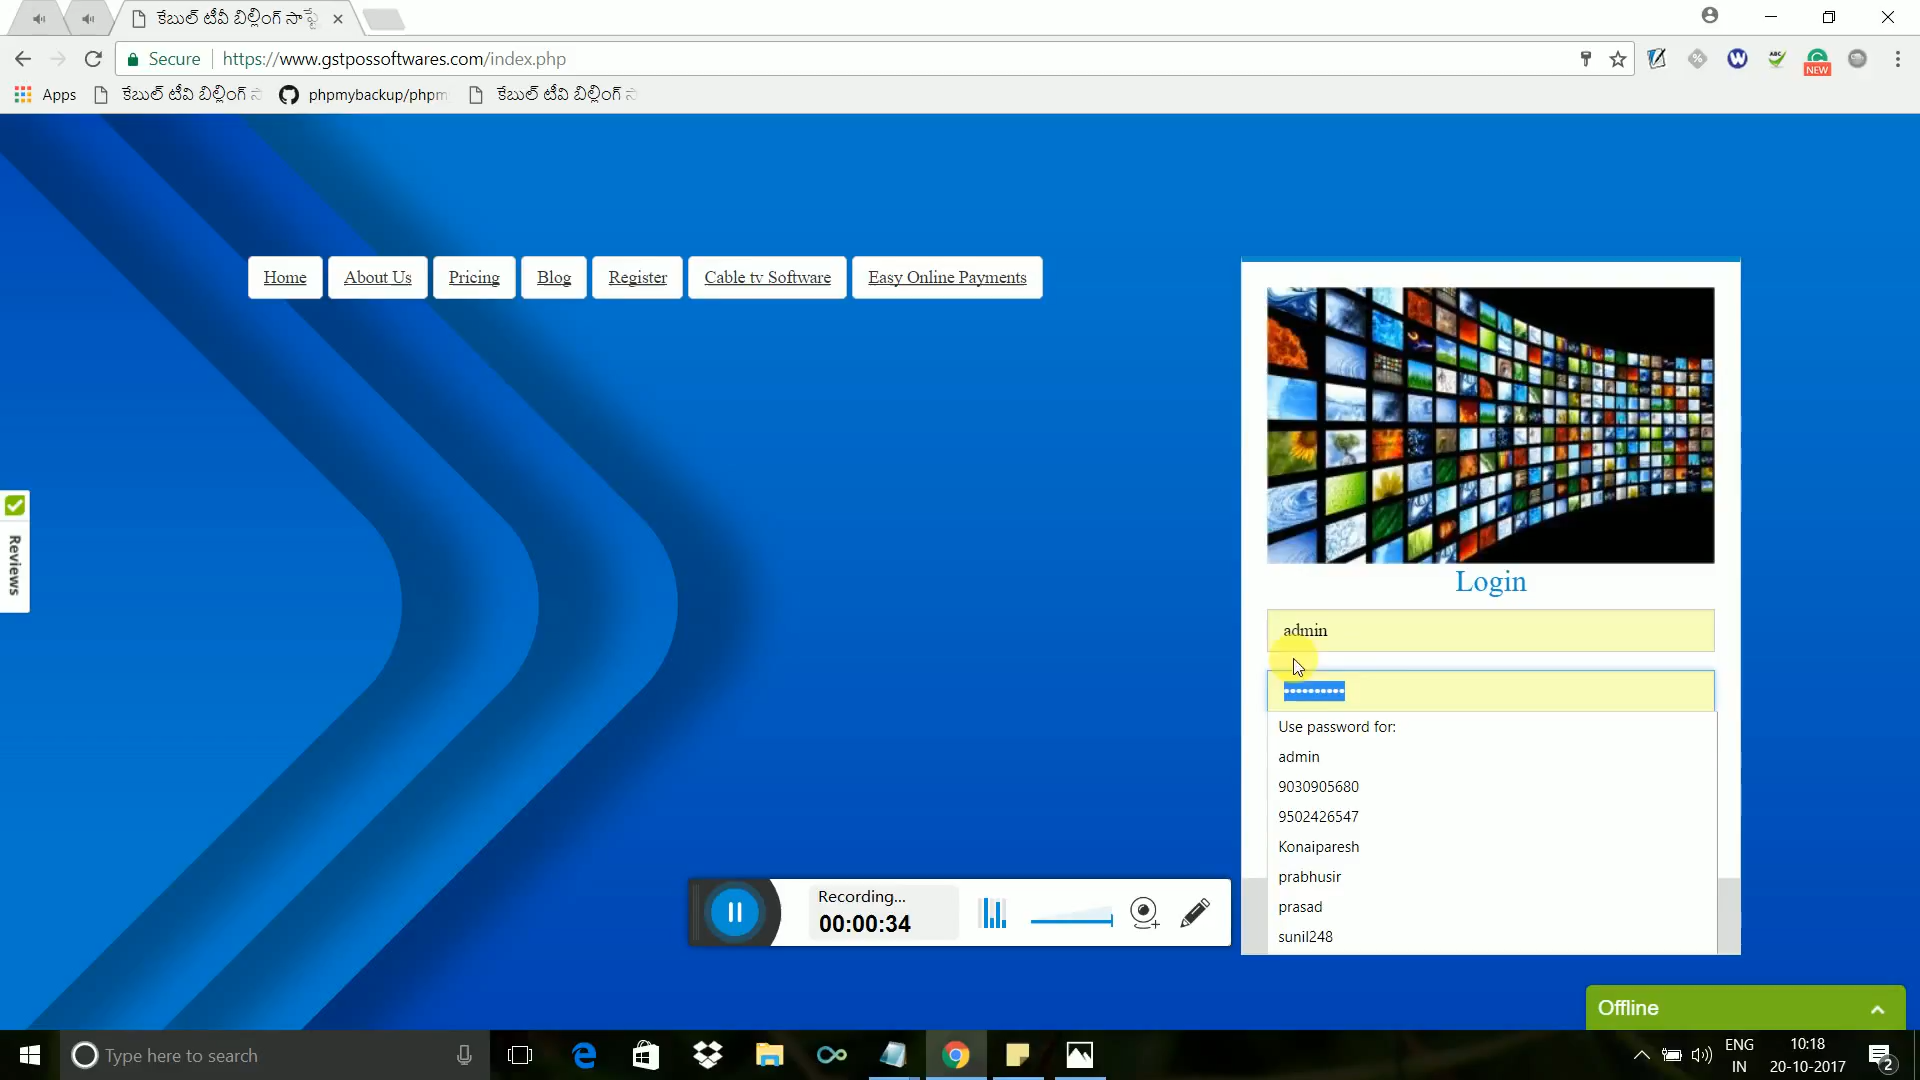 కేబుల్ టీవీ బిల్లింగ్ సాఫ్టే
Secure https://www.gstpossoftwares.com/index.php
NEW
Apps కేబుల్ టీవి బిల్లింగ్ phpmybackup/phpm కేబుల్ టీవి బిల్లింగ్
Home About Us Pricing Blog Register Cable tv Software Easy Online Payments
Reviews
Login
admin
Use password for:
admin
9030905680
9502426547
Konaiparesh
prabhusir
prasad
sunil248
Recording...
00:00:34
Offline
Type here to search
ENG
IN
10:18
20-10-2017
2